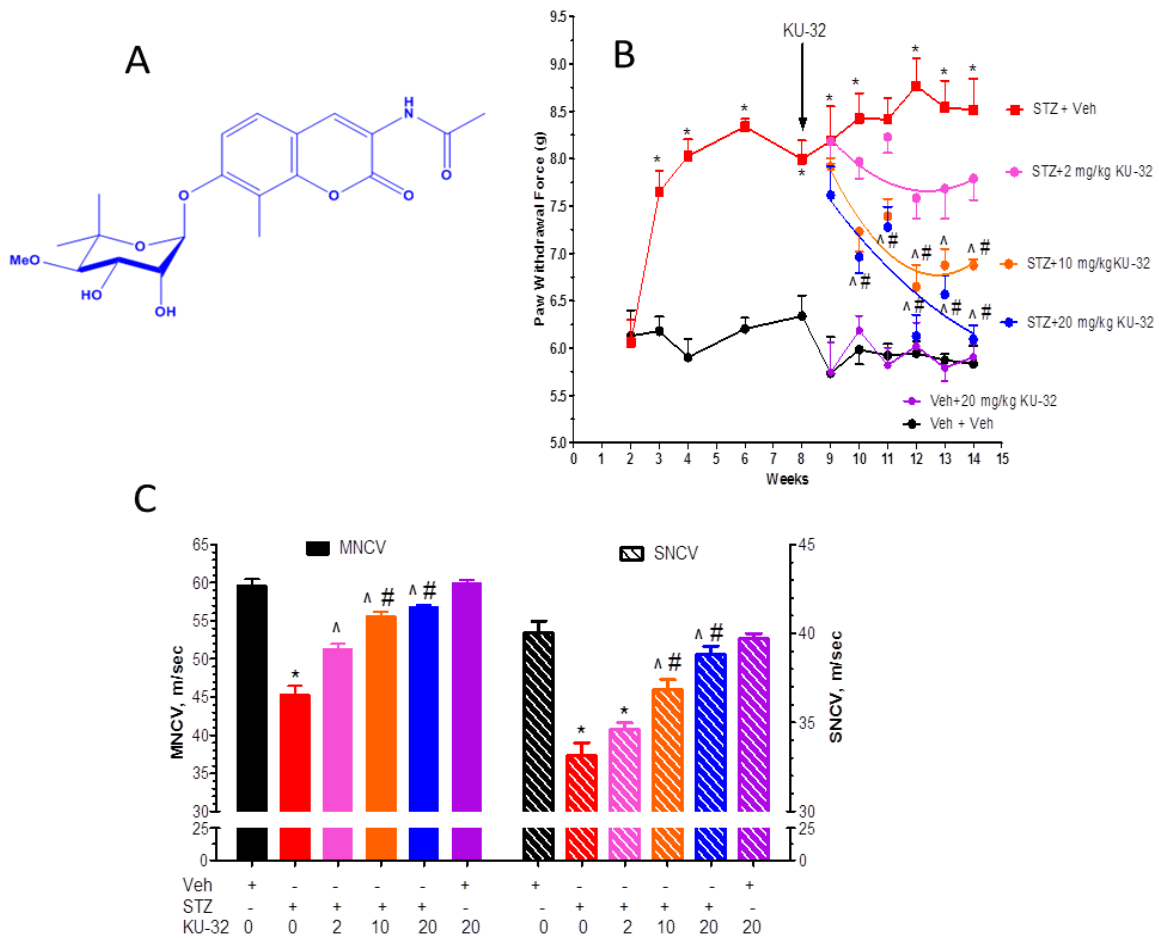 A
H
N
O
O
O
O
O
MeO
HO
OH
B
KU-32
Paw Withdrawal Force (g)
9.5
9.0
8.5
8.0
7.5
7.0
6.5
6.0
5.5
5.0
* * * * * * * * * *
^ # ^ # ^ ^ #
^ # ^ # ^ # ^ #
STZ + Veh
STZ+2 mg/kg KU-32
STZ+10 mg/kgKU-32
STZ+20 mg/kg KU-32
Veh+20 mg/kg KU-32
Veh + Veh
0 1 2 3 4 5 6 7 8 9 10 11 12 13 14 15
Weeks
C
MNCV
SNCV
MNCV, m/sec
65
60
55
50
45
40
35
30
25
0
* ^ ^ # ^ #
* * ^ # ^ #
SNCV, m/sec
45
40
35
30
25
0
Veh + - - - - + + - - - - +
STZ - + + + + - - + + + + -
KU-32 0 0 2 10 20 20 0 0 2 10 20 20